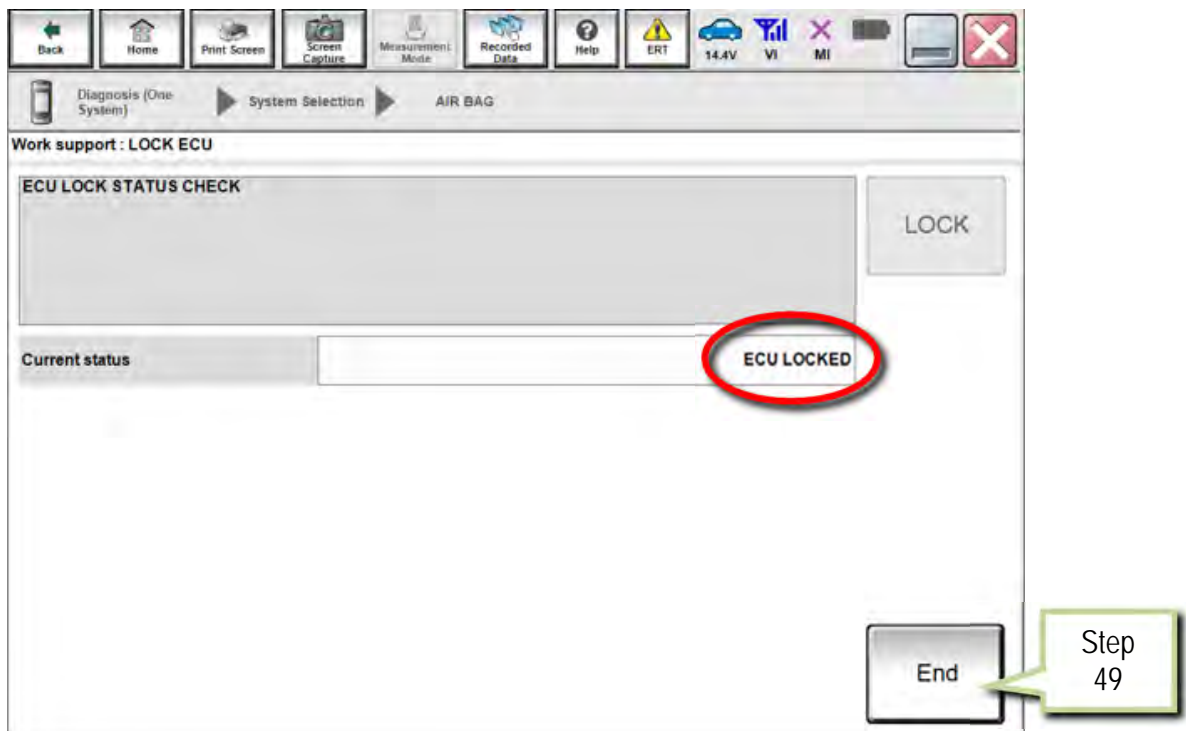 Back
Home
Print Screen
Screen
Capture
Measurement
Mode
Recorded
Data
Help
ERT
14.4V
VI
MI
Diagnosis (One
System)
System Selection
AIR BAG
Work support : LOCK ECU
ECU LOCK STATUS CHECK
LOCK
Current status
ECU LOCKED
End
Step
49